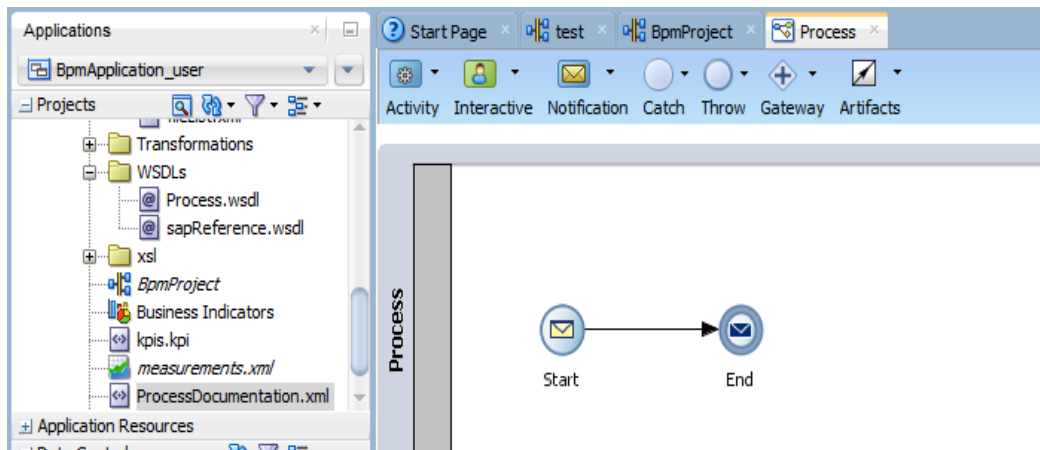 Applications
BpmApplication_user
Projects
Transformations
WSDLs
Process.wsdl
sapReference.wsdl
xsl
BpmProject
Business Indicators
kpis.kpi
measurements.xml
ProcessDocumentation.xml
Application Resources
Start Page
test
BpmProject
Process
Activity Interactive Notification Catch Throw Gateway Artifacts
Process
Start
End